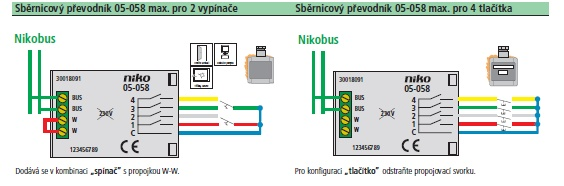 Sběrnicový převodník 05-058 max. pro 2 vypínače
Nikobus
30018091
niko
05-058
BUS
BUS
W
W
230V
4
3
2
1
C
123456789
CE
Dodává se v kombinaci „spínač" s propojkou W-W.
Sběrnicový převodník 05-058 max. pro 4 tlačítka
Nikobus
30018091
niko
05-058
BUS
BUS
W
W
230V
4
3
2
1
C
123456789
CE
Pro konfiguraci „tlačítko" odstraňte propojovací svorku.